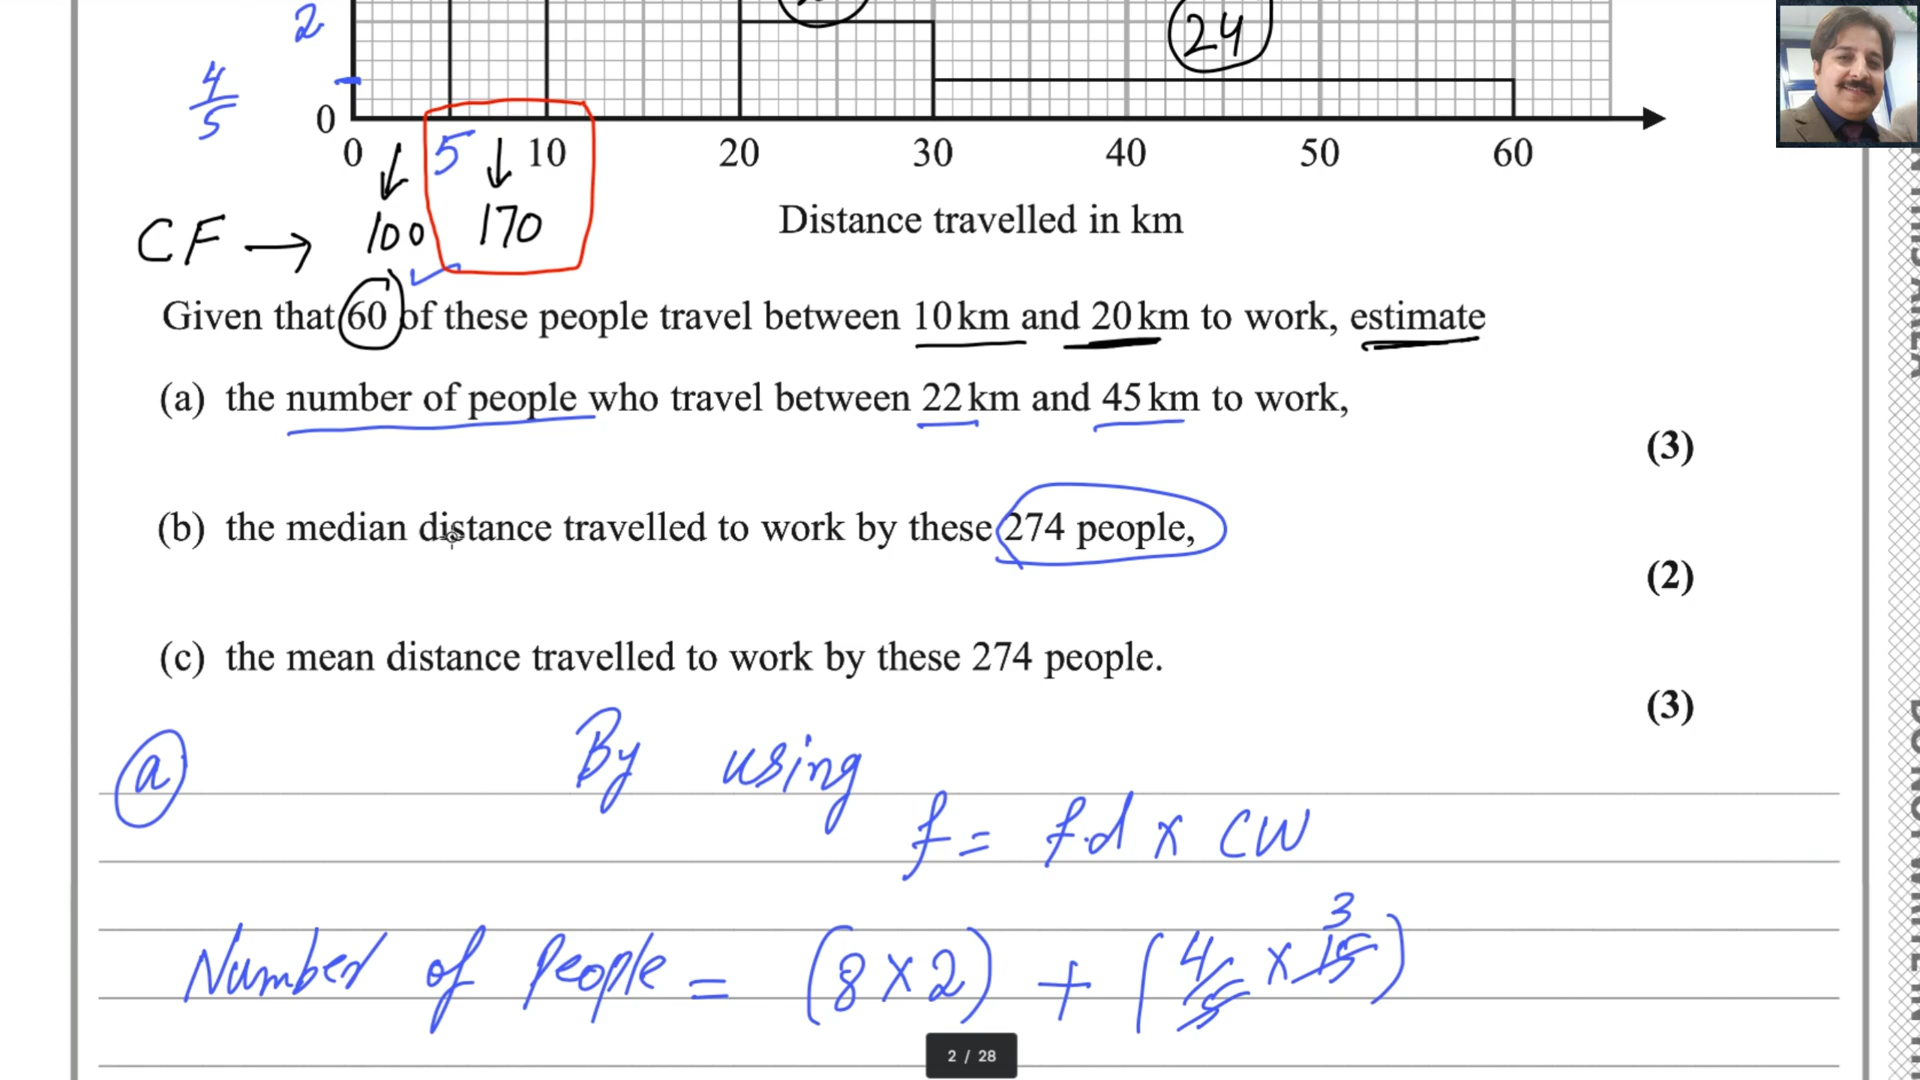 2
24
4/5
0
0 5 10 20 30 40 50 60
CF → 100 170
Distance travelled in km
Given that 60 of these people travel between 10 km and 20 km to work, estimate
(a) the number of people who travel between 22 km and 45 km to work,
(3)
(b) the median distance travelled to work by these 274 people,
(2)
(c) the mean distance travelled to work by these 274 people.
(3)
a By using
f = f.d x CW
3
Number of People = (8 x 2) + (4/5 x 15)
2 / 28